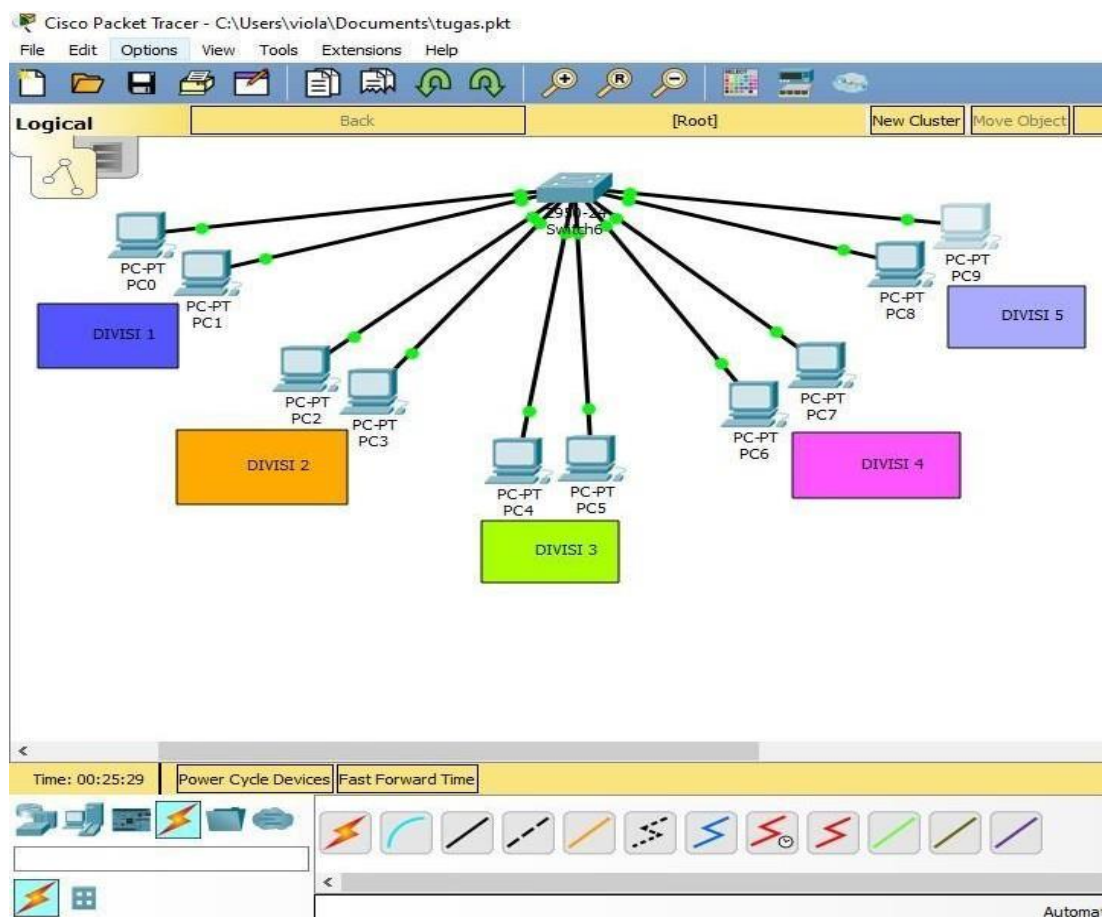 Cisco Packet Tracer - C:\Users\viola\Documents\tugas.pkt
File Edit Options View Tools Extensions Help
Logical Back [Root] New Cluster Move Object
2950-24
Switch6
PC-PT
PC0
PC-PT
PC1
DIVISI 1
PC-PT
PC2
PC-PT
PC3
DIVISI 2
PC-PT
PC4
PC-PT
PC5
DIVISI 3
PC-PT
PC6
PC-PT
PC7
DIVISI 4
PC-PT
PC8
PC-PT
PC9
DIVISI 5
Time: 00:25:29 Power Cycle Devices Fast Forward Time
Automa